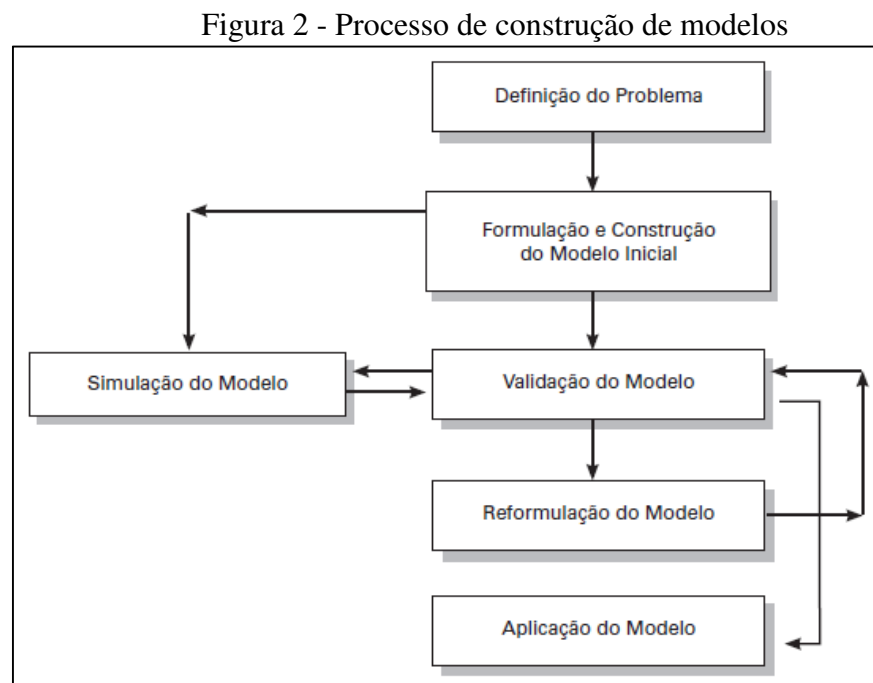 Figura 2 - Processo de construção de modelos
Definição do Problema
Formulação e Construção
do Modelo Inicial
Simulação do Modelo
Validação do Modelo
Reformulação do Modelo
Aplicação do Modelo